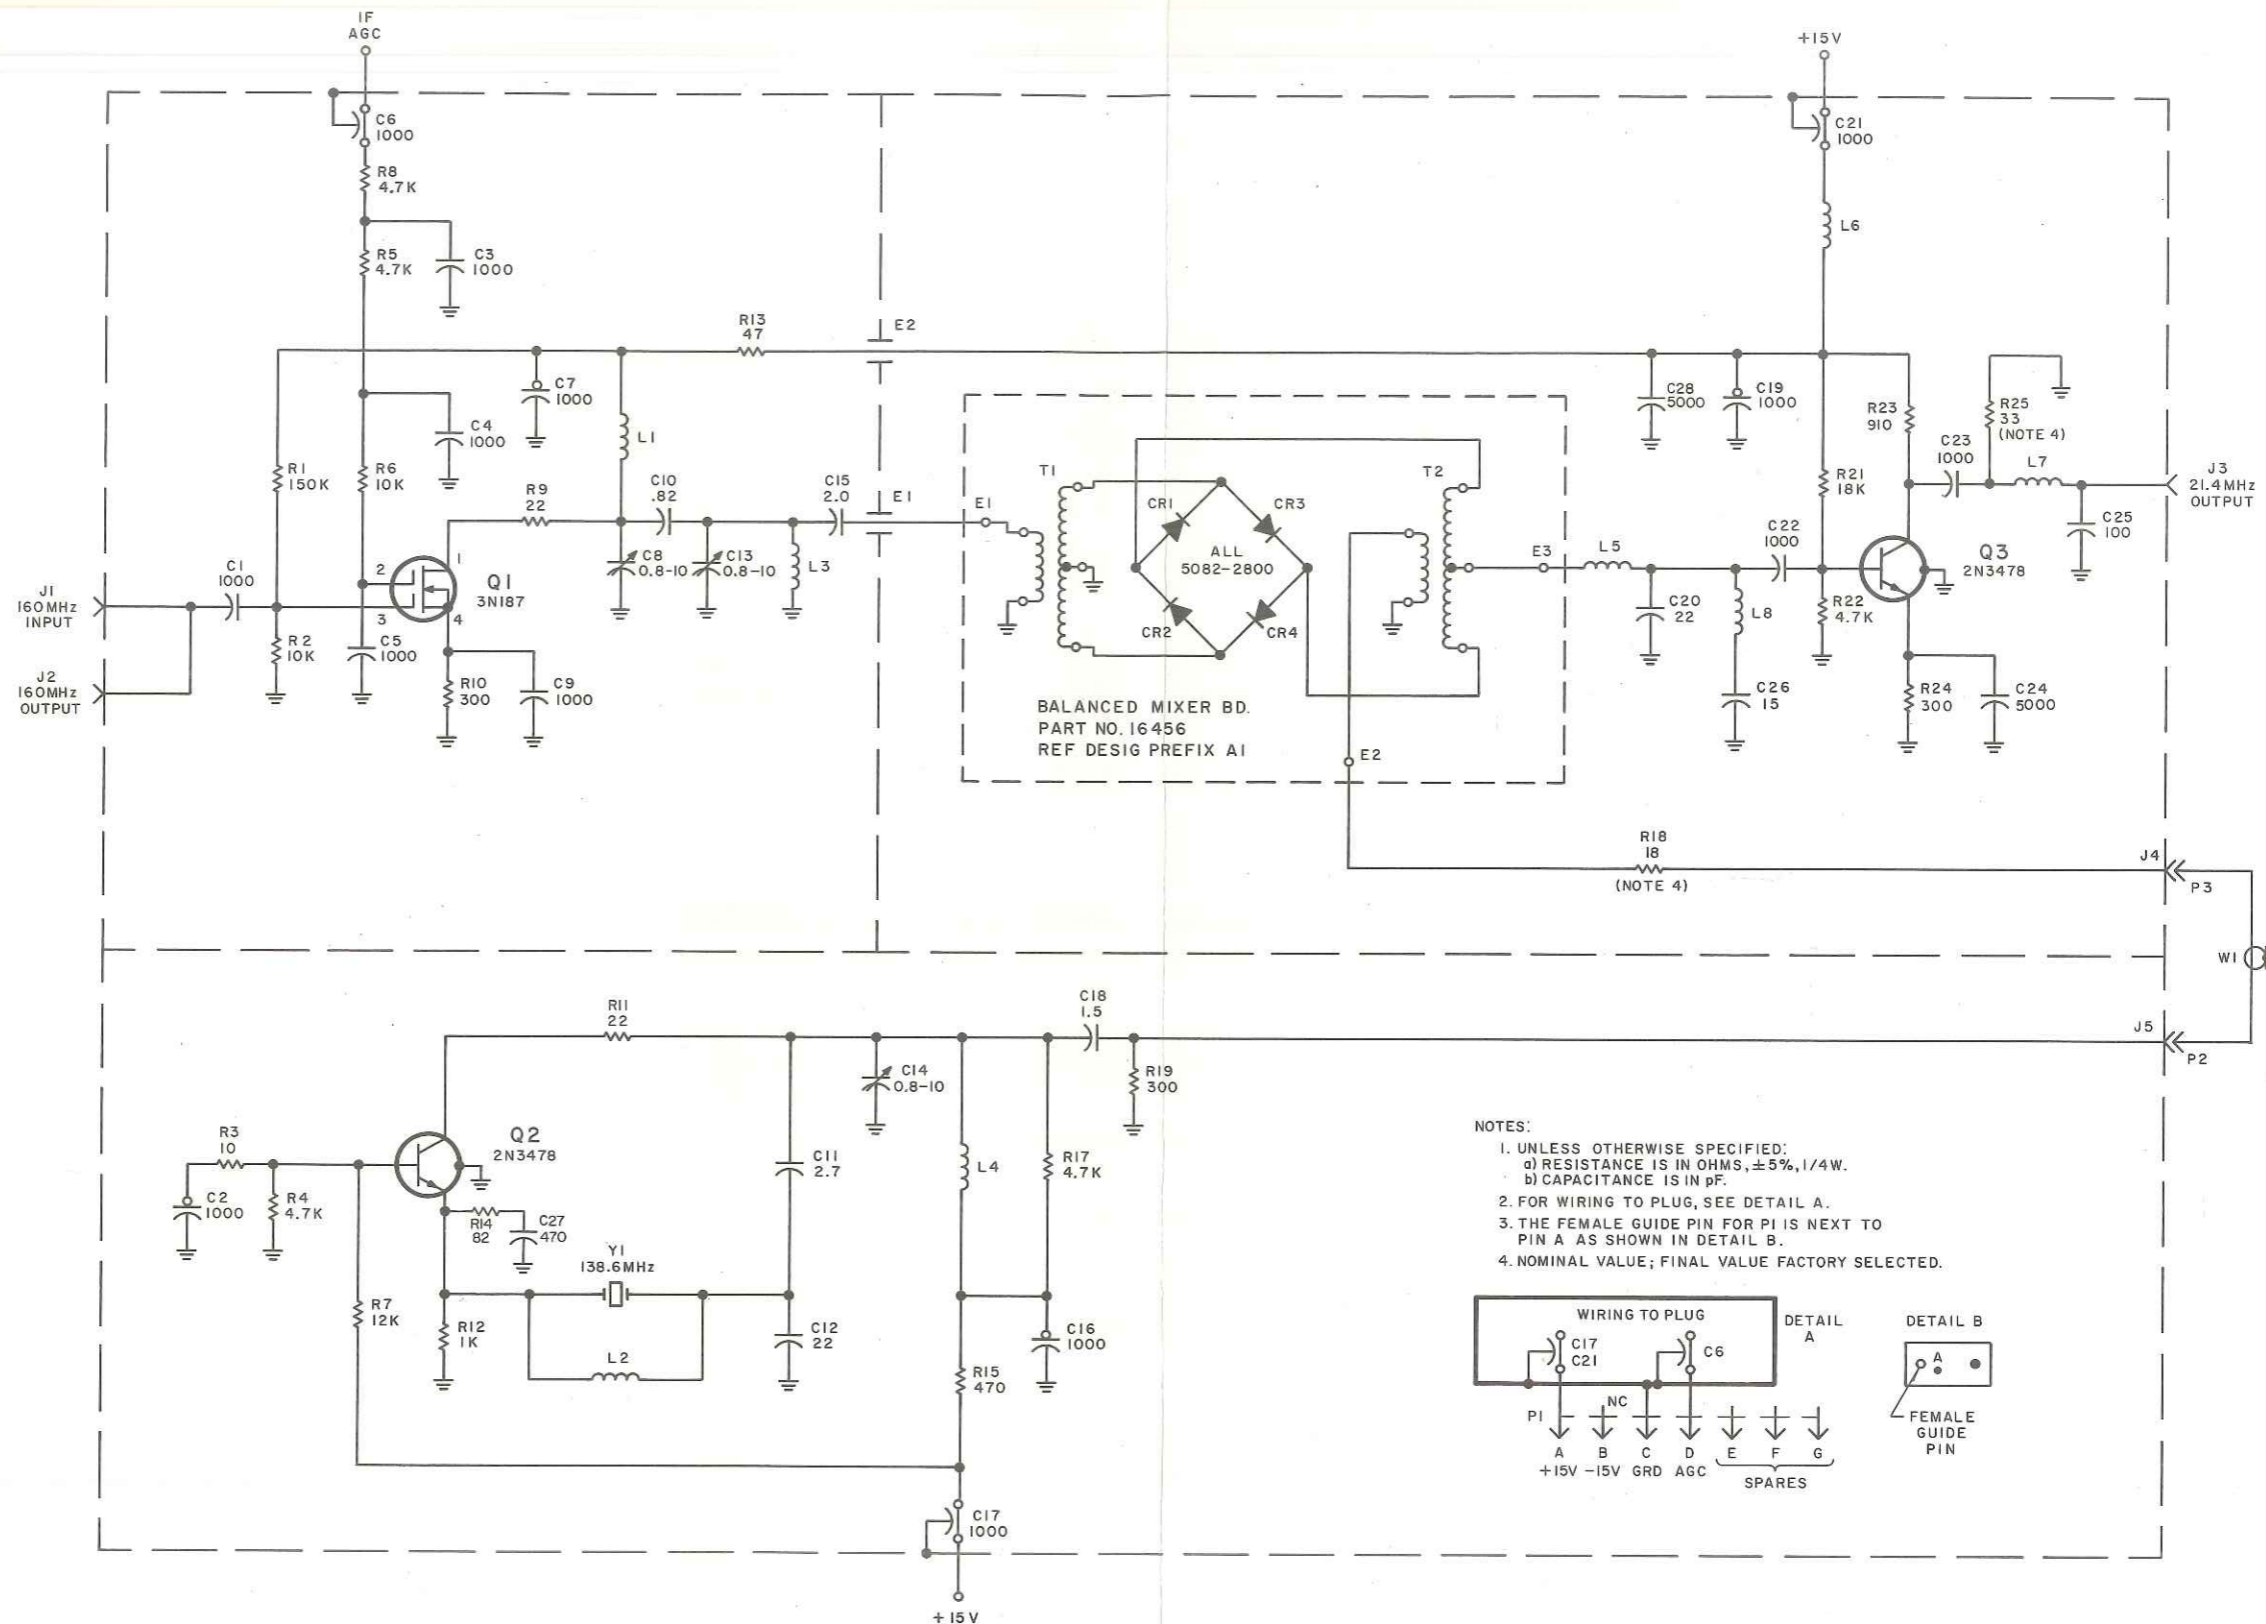 IF
AGC
C6
1000
R8
4.7K
R5
4.7K
C3
1000
R13
47
E2
C7
1000
C4
1000
L1
R1
150K
R6
10K
R9
22
C10
.82
C15
2.0
E1
C8
0.8-10
C13
0.8-10
L3
J1
160MHz
INPUT
C1
1000
2
1
3
4
Q1
3N187
J2
160MHz
OUTPUT
R2
10K
C5
1000
R10
300
C9
1000
E1
T1
CR1
CR3
ALL
5082-2800
CR2
CR4
T2
E3
BALANCED MIXER BD.
PART NO. 16456
REF DESIG PREFIX A1
E2
+15V
C21
1000
L6
C28
5000
C19
1000
R23
910
R25
33
(NOTE 4)
C23
1000
L7
J3
21.4MHz
OUTPUT
R21
18K
C25
100
C22
1000
L5
Q3
2N3478
C20
22
L8
R22
4.7K
C26
15
R24
300
C24
5000
R18
18
(NOTE 4)
J4
P3
W1
J5
P2
R11
22
C18
1.5
C14
0.8-10
R19
300
R3
10
Q2
2N3478
C2
1000
R4
4.7K
R14
82
C27
470
C11
2.7
L4
R17
4.7K
Y1
138.6MHz
R7
12K
R12
1K
L2
C12
22
C16
1000
R15
470
C17
1000
+15V
NOTES:
1. UNLESS OTHERWISE SPECIFIED:
a) RESISTANCE IS IN OHMS, ±5%, 1/4W.
b) CAPACITANCE IS IN pF.
2. FOR WIRING TO PLUG, SEE DETAIL A.
3. THE FEMALE GUIDE PIN FOR P1 IS NEXT TO
PIN A AS SHOWN IN DETAIL B.
4. NOMINAL VALUE; FINAL VALUE FACTORY SELECTED.
WIRING TO PLUG
C17
C21
C6
DETAIL
A
NC
P1
A B C D E F G
+15V -15V GRD AGC
SPARES
DETAIL B
A
FEMALE
GUIDE
PIN